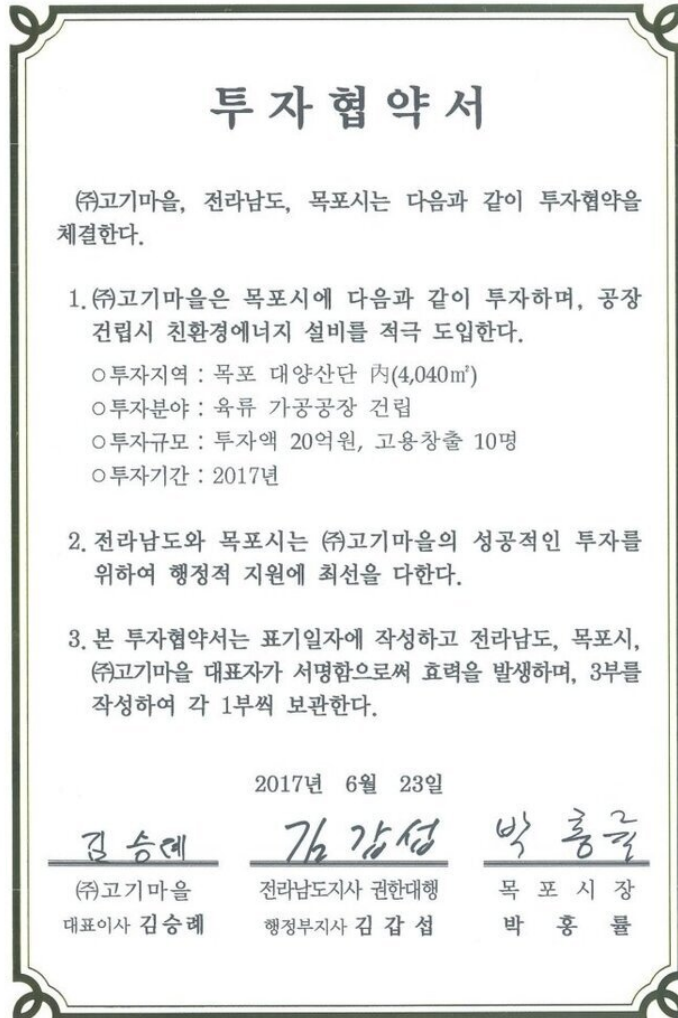 투자협약서
㈜고기마을, 전라남도, 목포시는 다음과 같이 투자협약을
체결한다.
1. ㈜고기마을은 목포시에 다음과 같이 투자하며, 공장
건립시 친환경에너지 설비를 적극 도입한다.
○투자지역 : 목포 대양산단 內(4,040㎡)
○투자분야 : 육류 가공공장 건립
○투자규모 : 투자액 20억원, 고용창출 10명
○투자기간 : 2017년
2. 전라남도와 목포시는 ㈜고기마을의 성공적인 투자를
위하여 행정적 지원에 최선을 다한다.
3. 본 투자협약서는 표기일자에 작성하고 전라남도, 목포시,
㈜고기마을 대표자가 서명함으로써 효력을 발생하며, 3부를
작성하여 각 1부씩 보관한다.
2017년 6월 23일
김승례 김갑섭 박홍률
㈜고기마을 전라남도지사 권한대행 목포시장
대표이사 김승례 행정부지사 김갑섭 박홍률